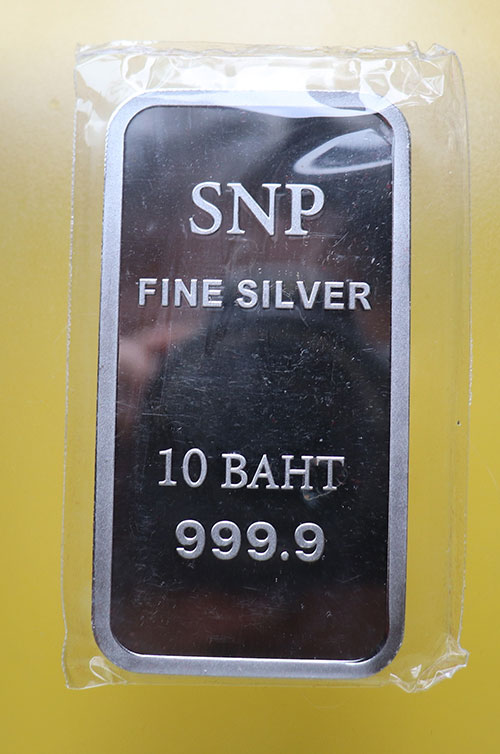 SNP
FINE SILVER
10 BAHT
999.9